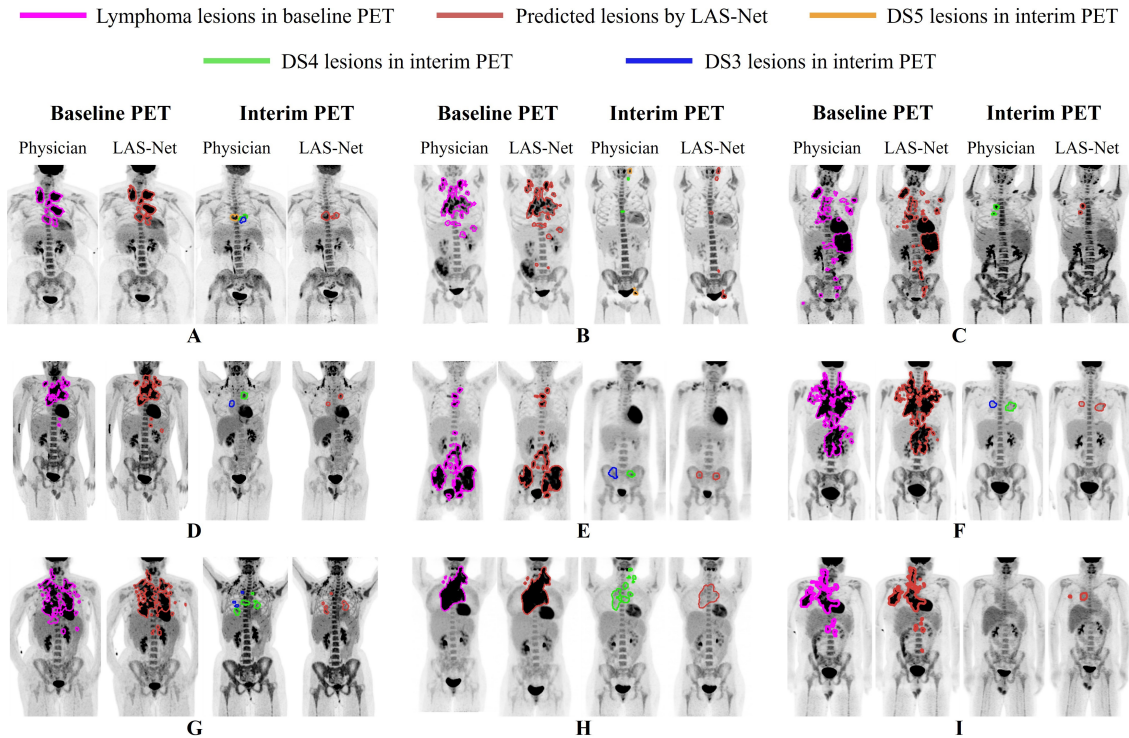 Lymphoma lesions in baseline PET Predicted lesions by LAS-Net DS5 lesions in interim PET
DS4 lesions in interim PET DS3 lesions in interim PET
Baseline PET Interim PET Baseline PET Interim PET Baseline PET Interim PET
Physician LAS-Net Physician LAS-Net Physician LAS-Net Physician LAS-Net Physician LAS-Net Physician LAS-Net
A B C
D E F
G H I